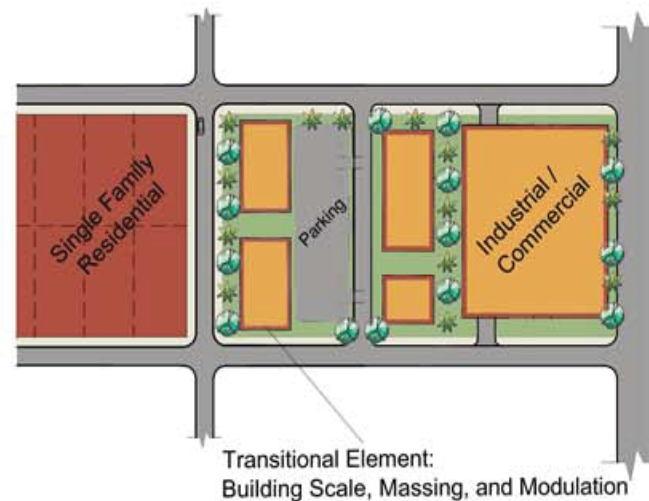 Single Family
Residential
Parking
Industrial /
Commercial
Transitional Element:
Building Scale, Massing, and Modulation